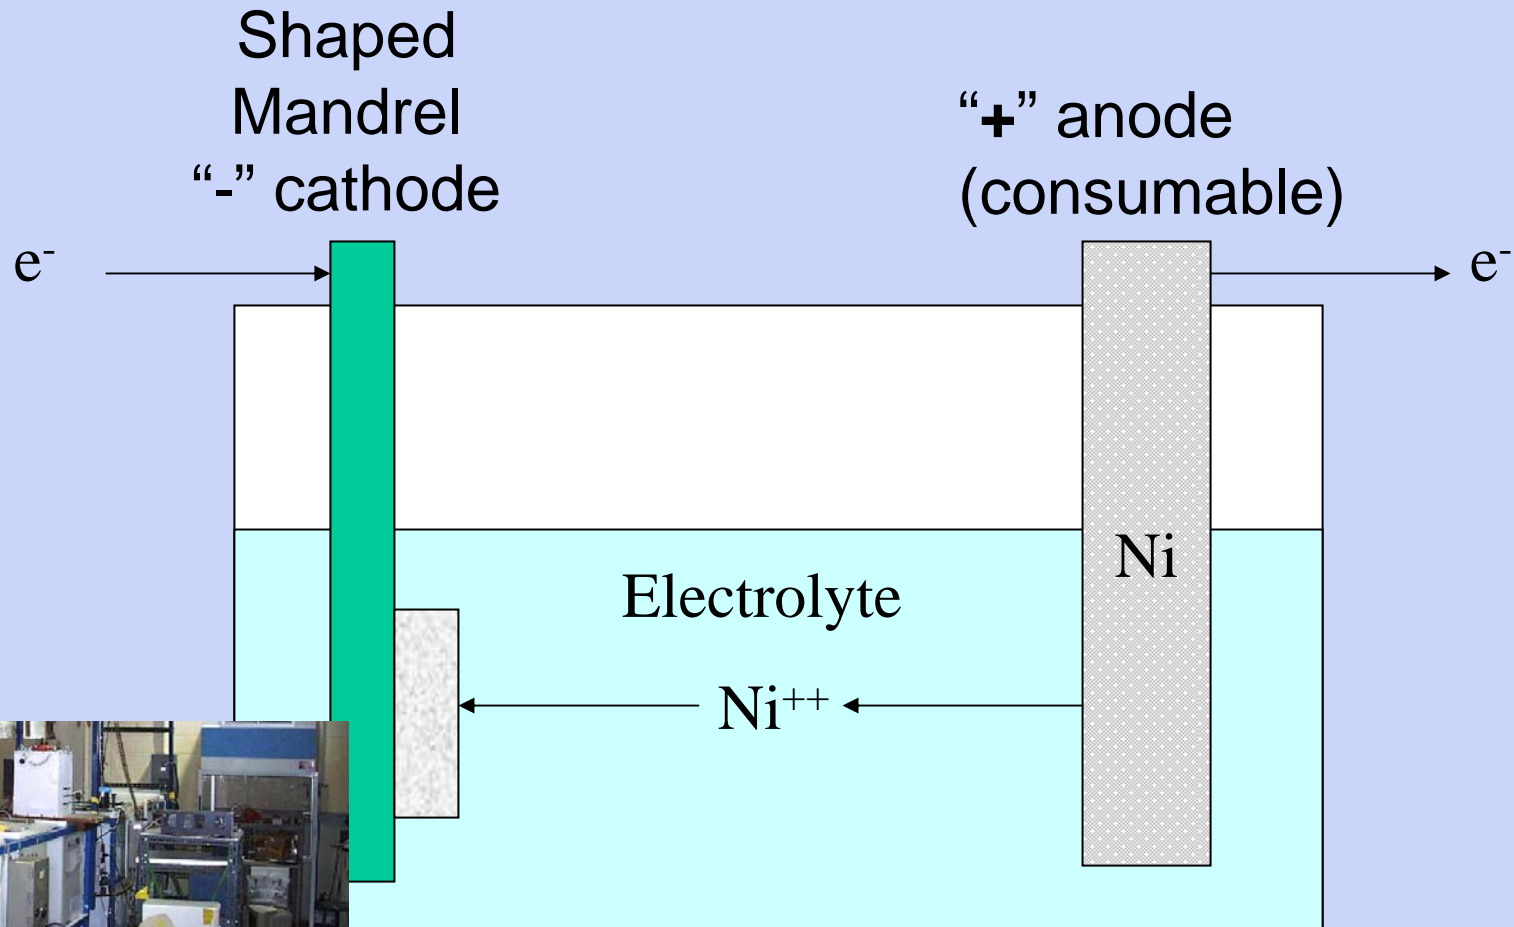 Shaped
Mandrel
“-” cathode
“+” anode
(consumable)
e-
e-
Ni
Electrolyte
Ni++